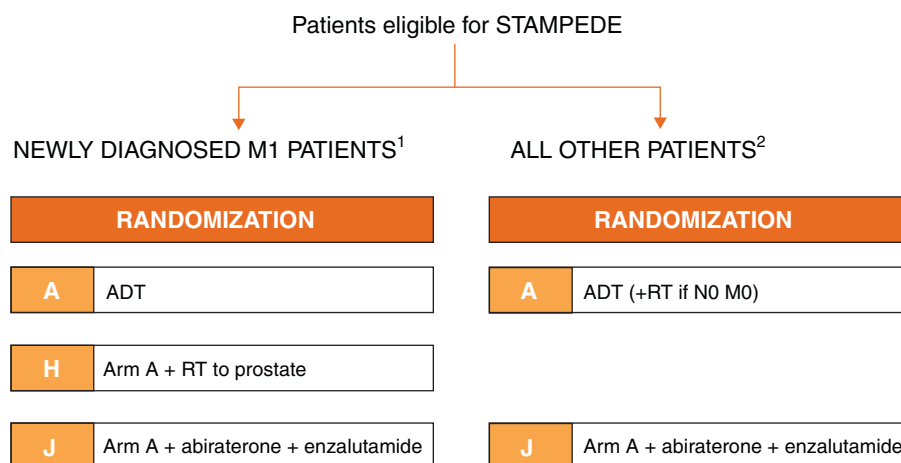 Patients eligible for STAMPEDE
NEWLY DIAGNOSED M1 PATIENTS1
RANDOMIZATION
A ADT
H Arm A + RT to prostate
J Arm A + abiraterone + enzalutamide
ALL OTHER PATIENTS2
RANDOMIZATION
A ADT (+RT if N0 M0)
J Arm A + abiraterone + enzalutamide